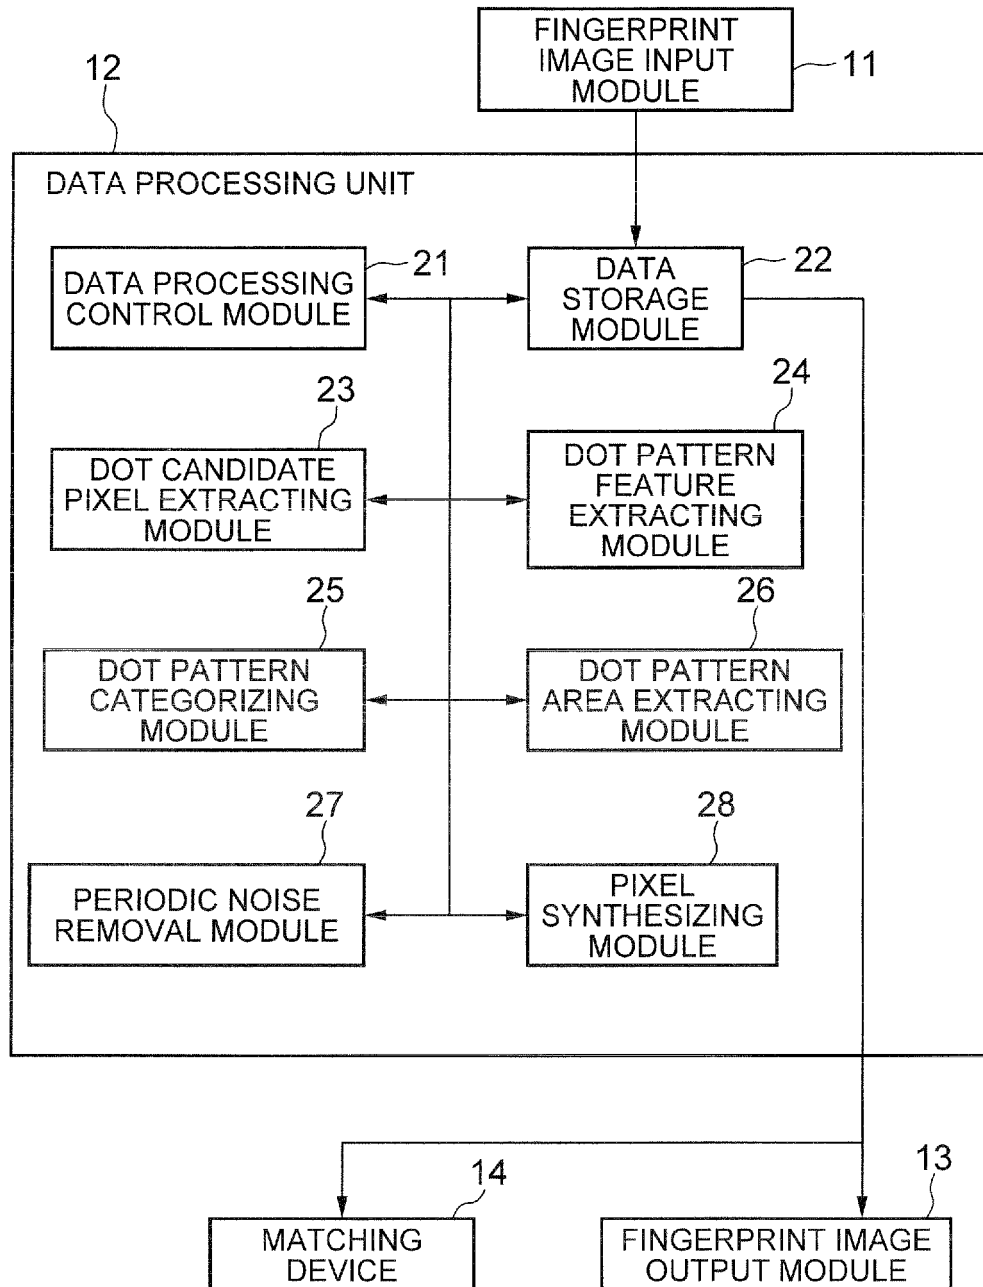 FINGERPRINT
IMAGE INPUT
MODULE
11
12
DATA PROCESSING UNIT
21
DATA PROCESSING
CONTROL MODULE
22
DATA
STORAGE
MODULE
23
DOT CANDIDATE
PIXEL EXTRACTING
MODULE
24
DOT PATTERN
FEATURE
EXTRACTING
MODULE
25
DOT PATTERN
CATEGORIZING
MODULE
26
DOT PATTERN
AREA EXTRACTING
MODULE
27
PERIODIC NOISE
REMOVAL MODULE
28
PIXEL
SYNTHESIZING
MODULE
14
MATCHING
DEVICE
13
FINGERPRINT IMAGE
OUTPUT MODULE